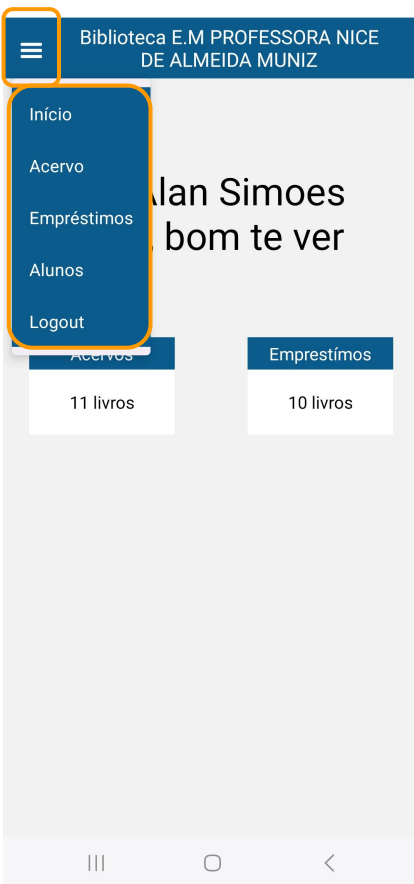 Biblioteca E.M PROFESSORA NICE
DE ALMEIDA MUNIZ
Início
Acervo
Empréstimos
Alunos
Logout
lan Simoes
, bom te ver
Acervos
Emprestímos
11 livros
10 livros